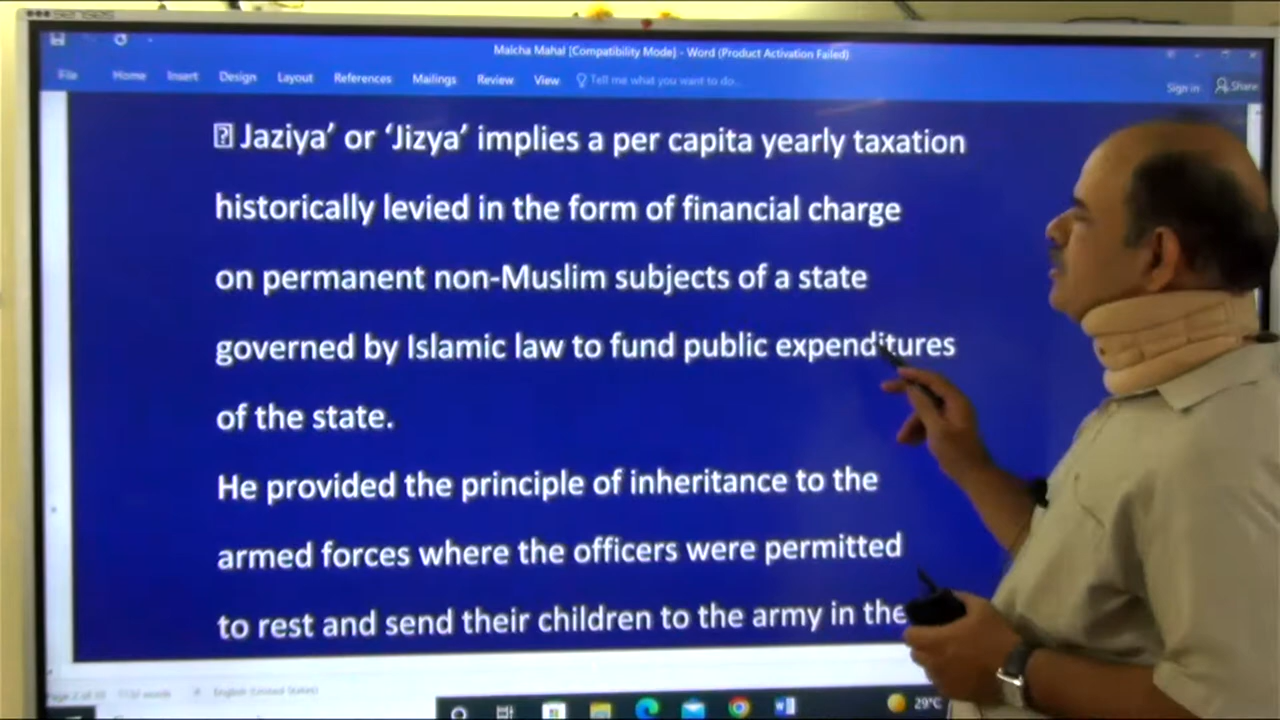 Malcha Mahal [Compatibility Mode] - Word (Product Activation Failed)
File Home Insert Design Layout References Mailings Review View Tell me what you want to do...
Sign in Share
Jaziya’ or ‘Jizya’ implies a per capita yearly taxation
historically levied in the form of financial charge
on permanent non-Muslim subjects of a state
governed by Islamic law to fund public expenditures
of the state.
He provided the principle of inheritance to the
armed forces where the officers were permitted
to rest and send their children to the army in the
English (United States)
29°C